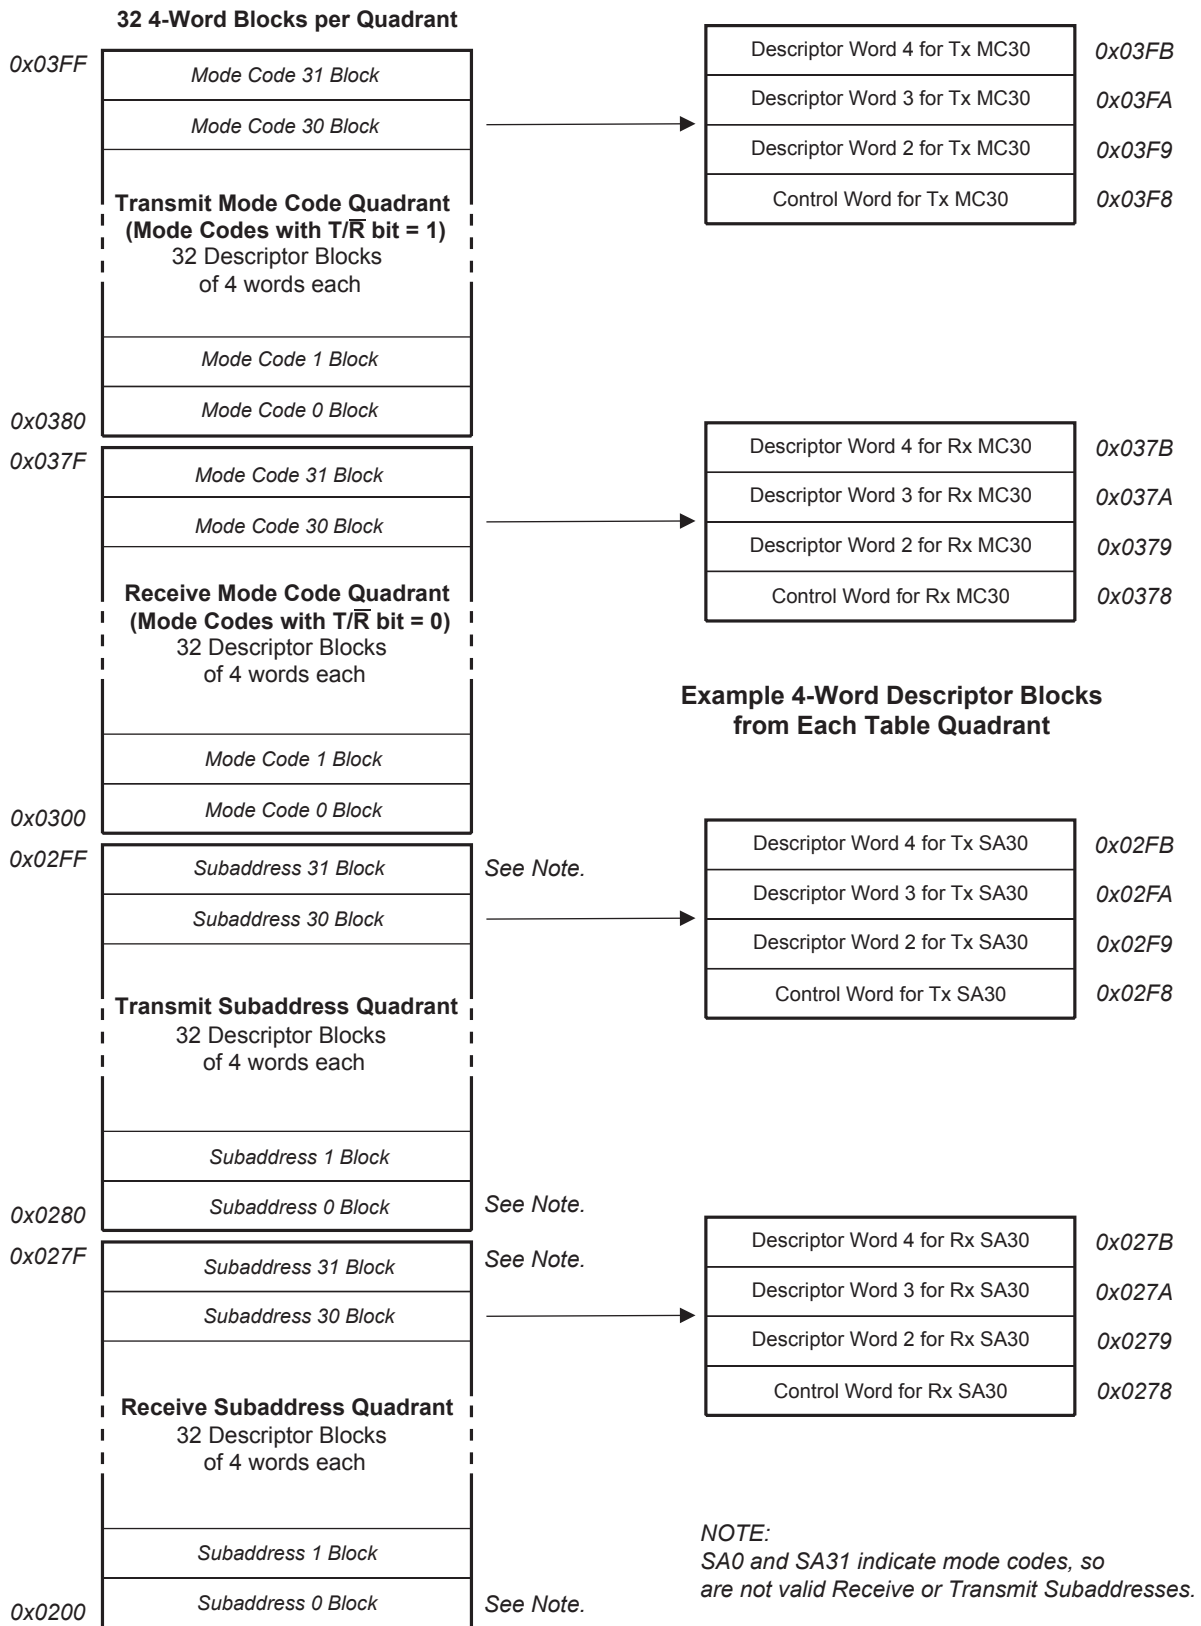 32 4-Word Blocks per Quadrant
0x03FF
Mode Code 31 Block
Mode Code 30 Block
Transmit Mode Code Quadrant
(Mode Codes with T/R̅ bit = 1)
32 Descriptor Blocks
of 4 words each
Mode Code 1 Block
Mode Code 0 Block
0x0380
Descriptor Word 4 for Tx MC30 0x03FB
Descriptor Word 3 for Tx MC30 0x03FA
Descriptor Word 2 for Tx MC30 0x03F9
Control Word for Tx MC30 0x03F8
0x037F
Mode Code 31 Block
Mode Code 30 Block
Receive Mode Code Quadrant
(Mode Codes with T/R̅ bit = 0)
32 Descriptor Blocks
of 4 words each
Mode Code 1 Block
Mode Code 0 Block
0x0300
Descriptor Word 4 for Rx MC30 0x037B
Descriptor Word 3 for Rx MC30 0x037A
Descriptor Word 2 for Rx MC30 0x0379
Control Word for Rx MC30 0x0378
Example 4-Word Descriptor Blocks
from Each Table Quadrant
0x02FF
Subaddress 31 Block See Note.
Subaddress 30 Block
Transmit Subaddress Quadrant
32 Descriptor Blocks
of 4 words each
Subaddress 1 Block
Subaddress 0 Block See Note.
0x0280
Descriptor Word 4 for Tx SA30 0x02FB
Descriptor Word 3 for Tx SA30 0x02FA
Descriptor Word 2 for Tx SA30 0x02F9
Control Word for Tx SA30 0x02F8
0x027F
Subaddress 31 Block See Note.
Subaddress 30 Block
Receive Subaddress Quadrant
32 Descriptor Blocks
of 4 words each
Subaddress 1 Block
Subaddress 0 Block See Note.
0x0200
Descriptor Word 4 for Rx SA30 0x027B
Descriptor Word 3 for Rx SA30 0x027A
Descriptor Word 2 for Rx SA30 0x0279
Control Word for Rx SA30 0x0278
NOTE:
SA0 and SA31 indicate mode codes, so
are not valid Receive or Transmit Subaddresses.